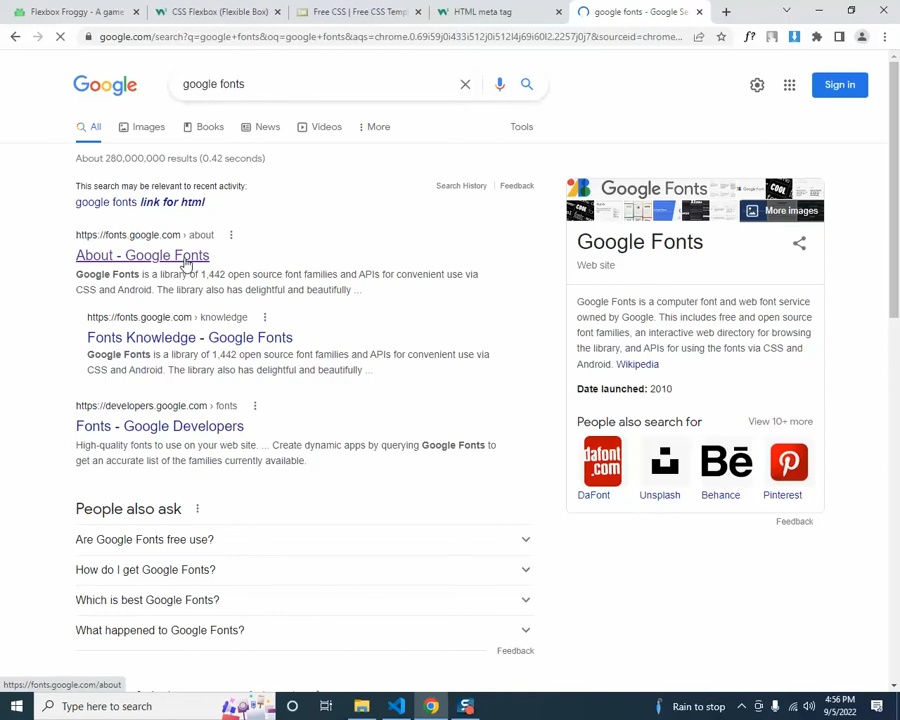 Flexbox Froggy - A game
CSS Flexbox (Flexible Box)
Free CSS | Free CSS Temp
HTML meta tag
google fonts - Google Se
google.com/search?q=google+fonts&oq=google+fonts&aqs=chrome.0.69i59j0i433i512j0i512l4j69i60l2.2257j0j7&sourceid=chrome...
f?
Google
google fonts
Sign in
All
Images
Books
News
Videos
More
Tools
About 280,000,000 results (0.42 seconds)
This search may be relevant to recent activity:
Search History
Feedback
google fonts link for html
https://fonts.google.com › about
About - Google Fonts
Google Fonts is a library of 1,442 open source font families and APIs for convenient use via
CSS and Android. The library also has delightful and beautifully ...
https://fonts.google.com › knowledge
Fonts Knowledge - Google Fonts
Google Fonts is a library of 1,442 open source font families and APIs for convenient use via
CSS and Android. The library also has delightful and beautifully ...
https://developers.google.com › fonts
Fonts - Google Developers
High-quality fonts to use on your web site. ... Create dynamic apps by querying Google Fonts to
get an accurate list of the families currently available.
People also ask
Are Google Fonts free use?
How do I get Google Fonts?
Which is best Google Fonts?
What happened to Google Fonts?
Feedback
Google Fonts
COOL
COOL
More images
Google Fonts
Web site
Google Fonts is a computer font and web font service
owned by Google. This includes free and open source
font families, an interactive web directory for browsing
the library, and APIs for using the fonts via CSS and
Android. Wikipedia
Date launched: 2010
People also search for
View 10+ more
dafont
.com
Bē
DaFont
Unsplash
Behance
Pinterest
Feedback
https://fonts.google.com/about
Type here to search
Rain to stop
4:56 PM
9/5/2022